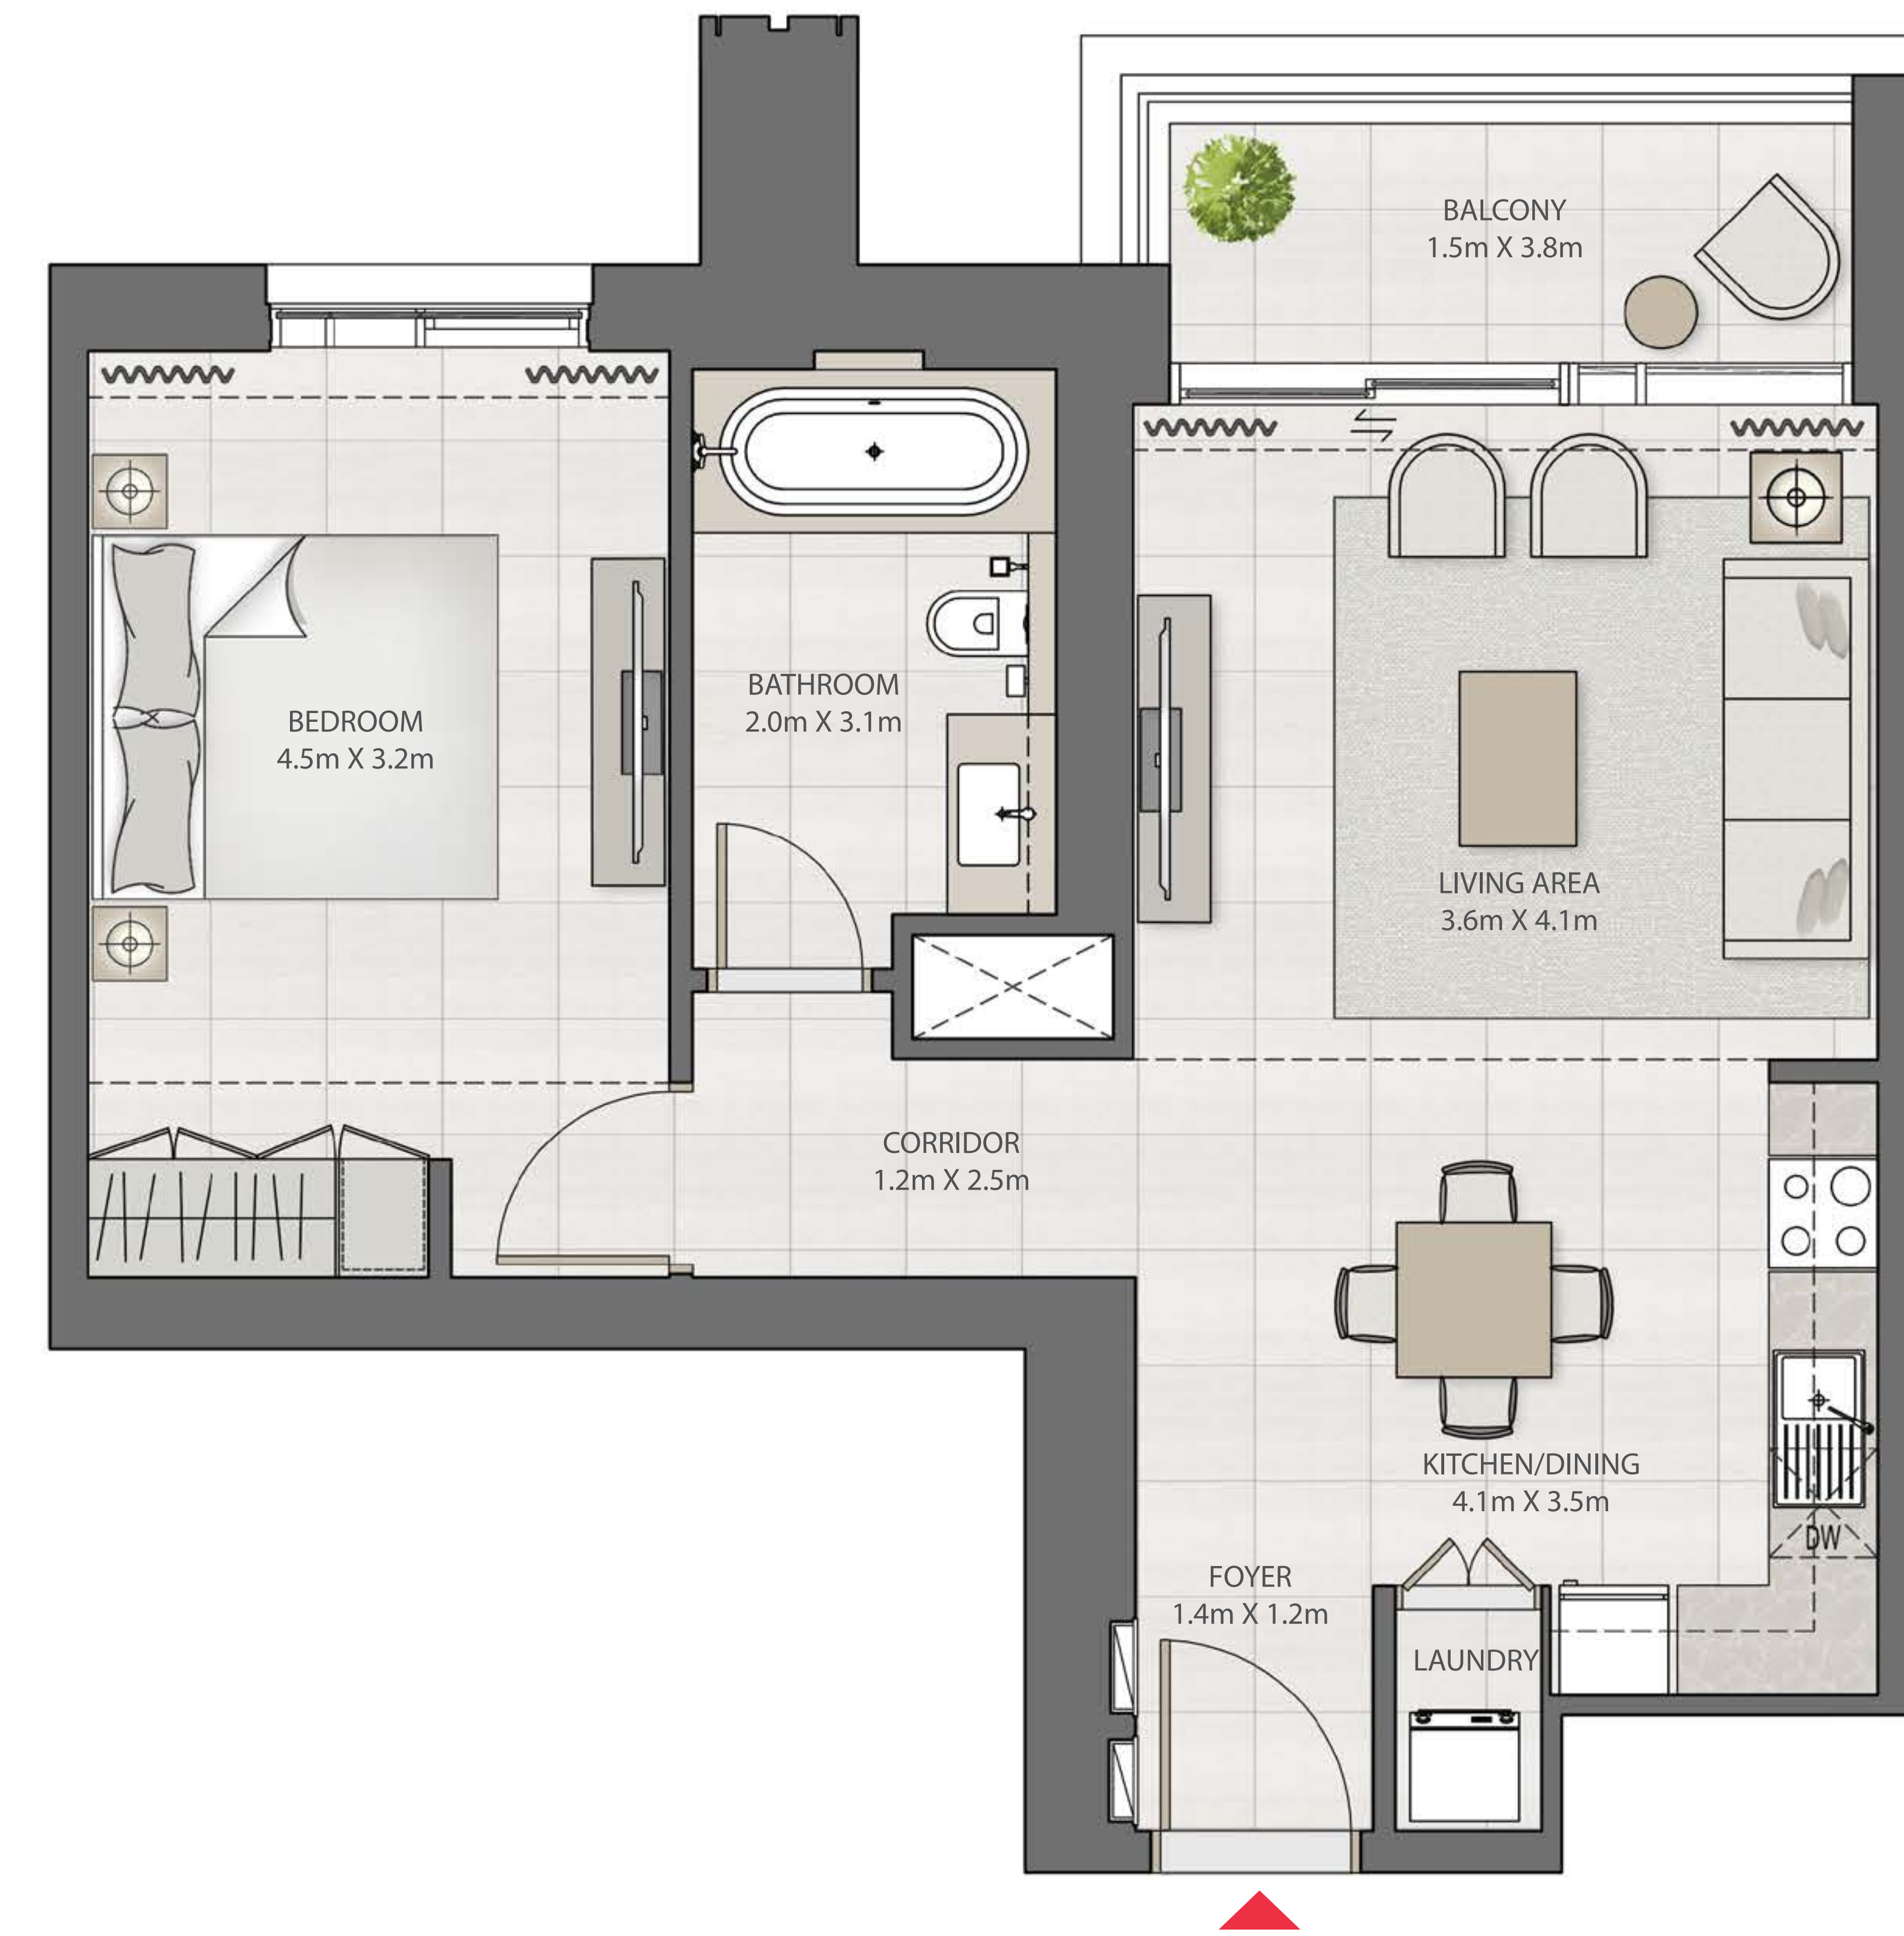 BALCONY
1.5m X 3.8m
BATHROOM
2.0m X 3.1m
BEDROOM
4.5m X 3.2m
LIVING AREA
3.6m X 4.1m
CORRIDOR
1.2m X 2.5m
KITCHEN/DINING
4.1m X 3.5m
DW
FOYER
1.4m X 1.2m
LAUNDRY